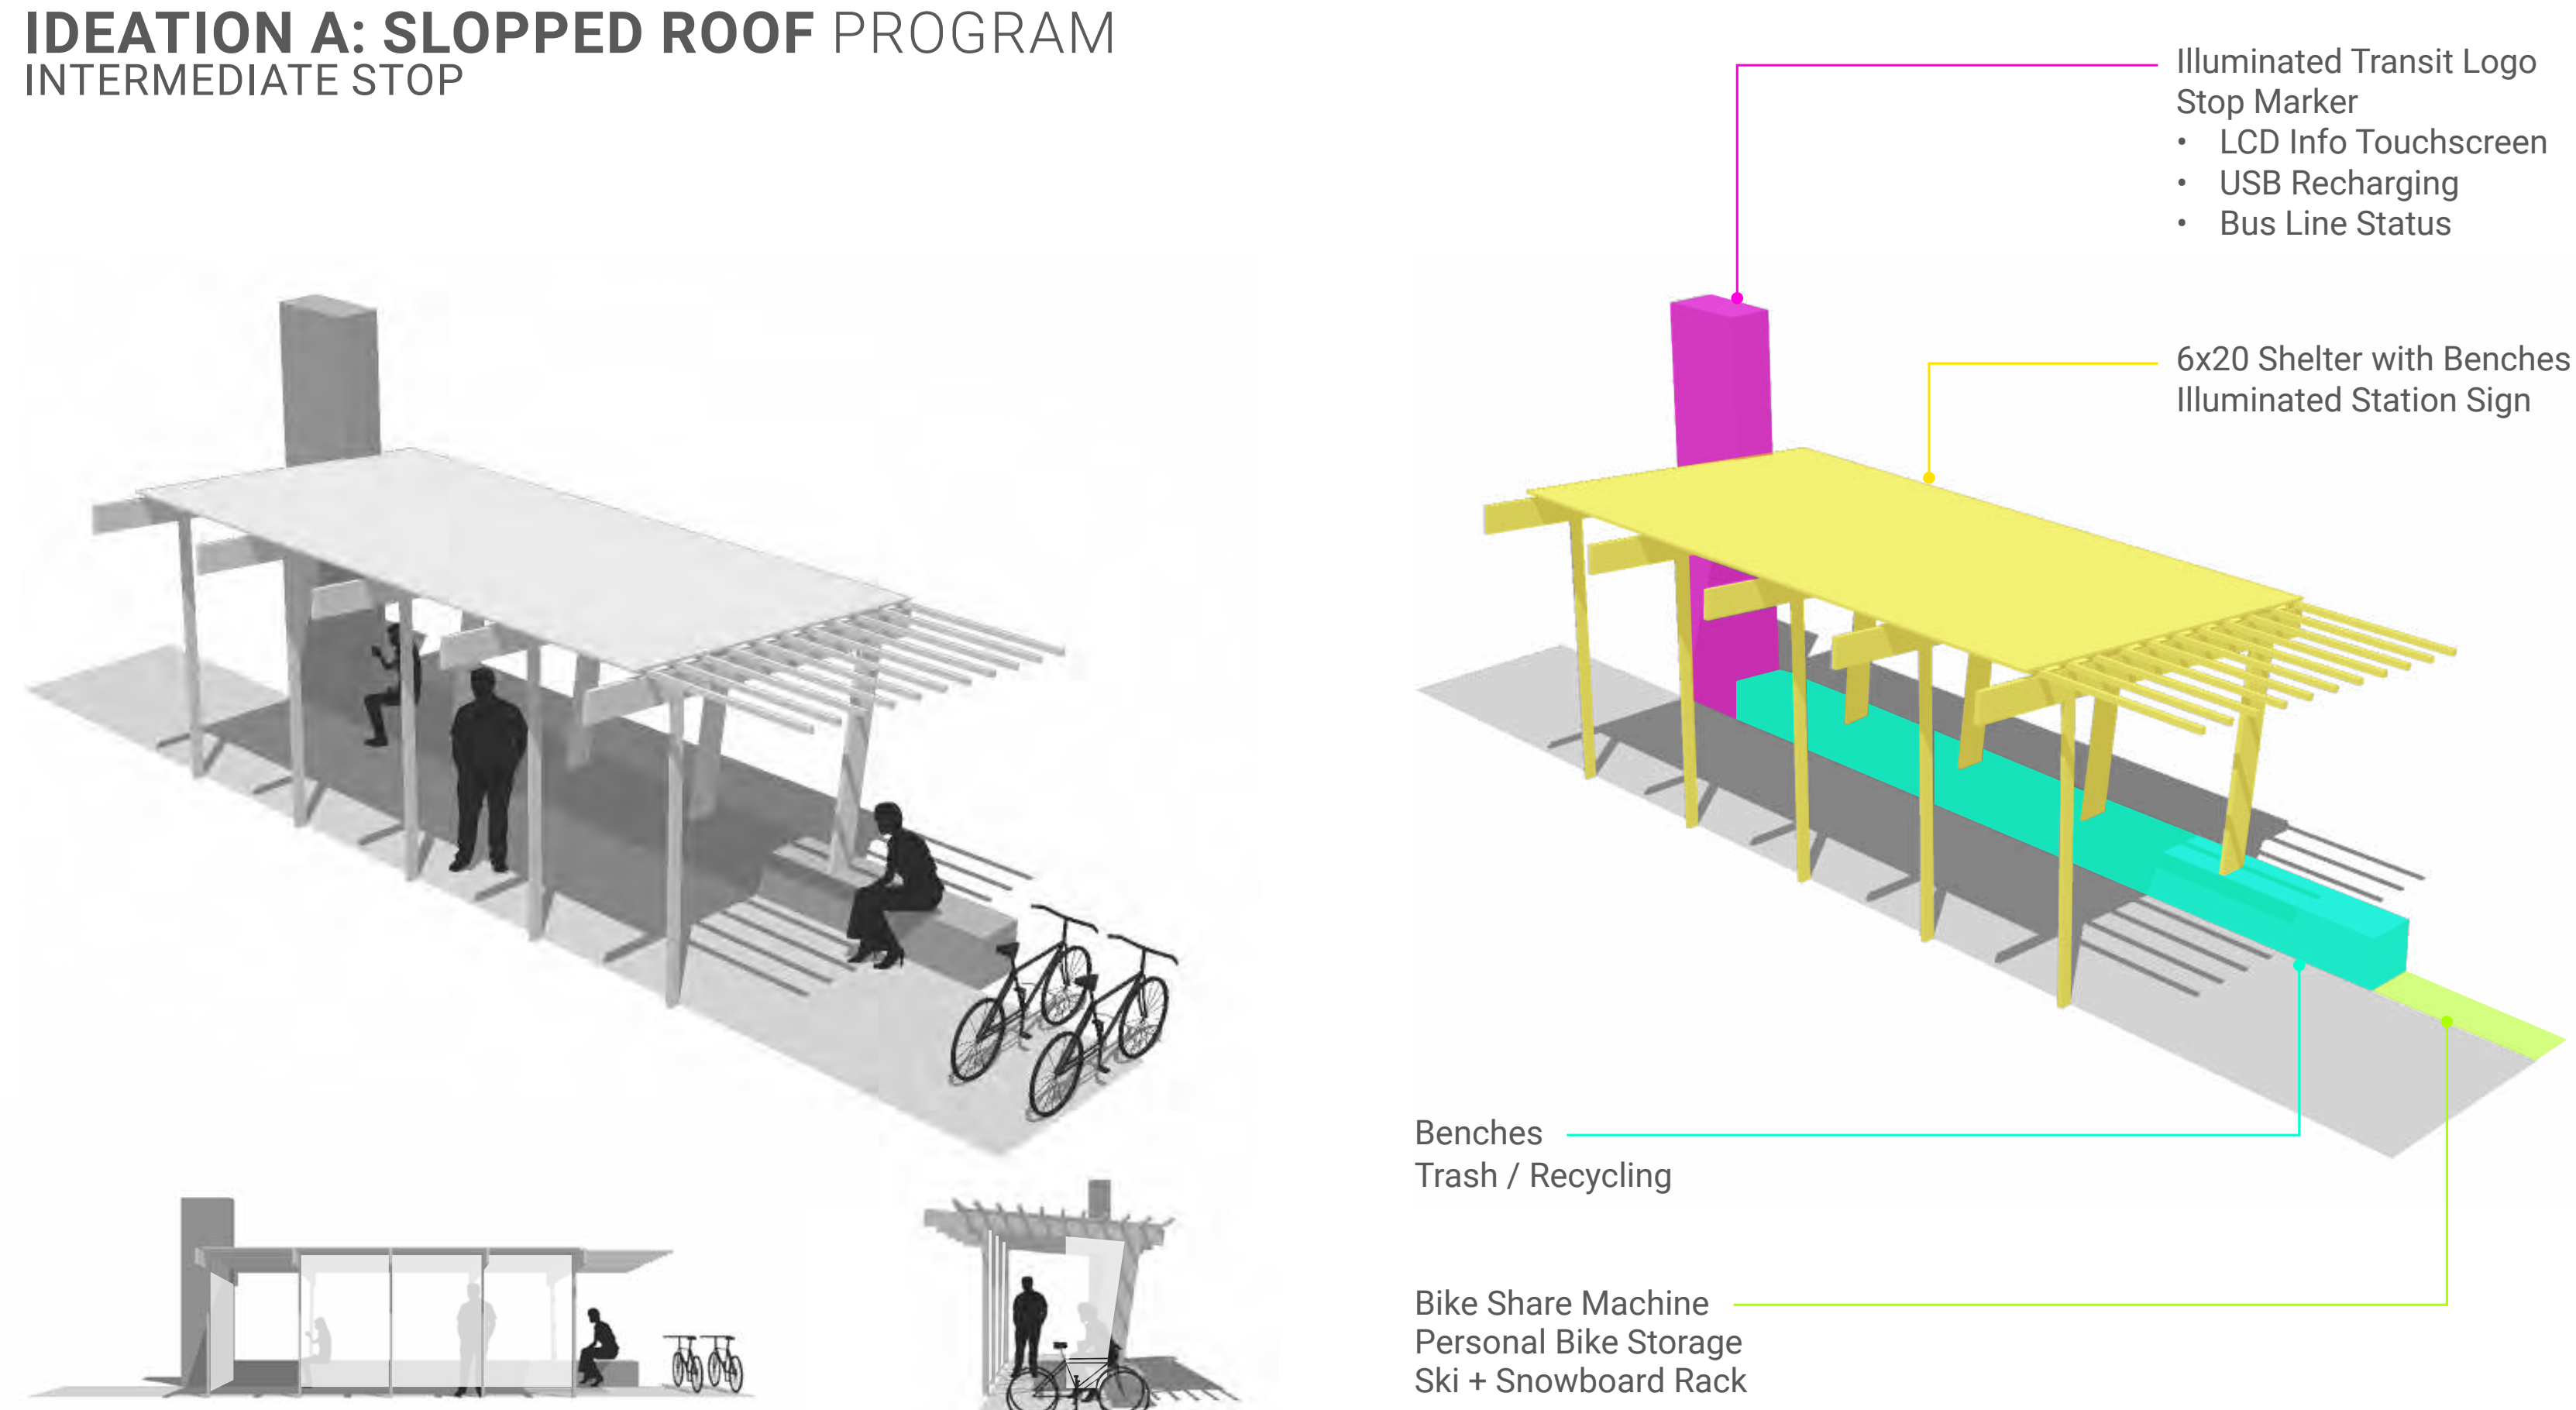 IDEATION A: SLOPPED ROOF PROGRAM
INTERMEDIATE STOP
Illuminated Transit Logo
Stop Marker
• LCD Info Touchscreen
• USB Recharging
• Bus Line Status
6x20 Shelter with Benches
Illuminated Station Sign
Benches
Trash / Recycling
Bike Share Machine
Personal Bike Storage
Ski + Snowboard Rack